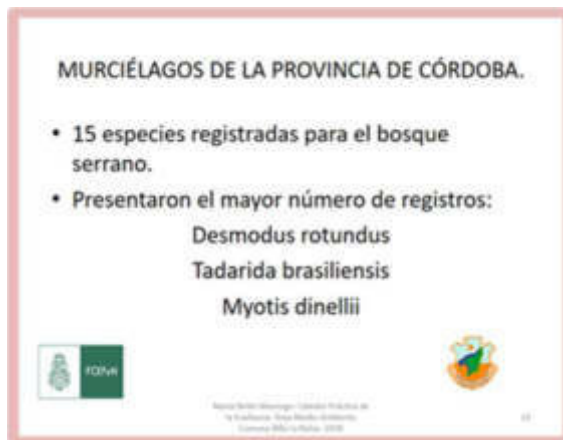 MURCIÉLAGOS DE LA PROVINCIA DE CÓRDOBA.
• 15 especies registradas para el bosque
serrano.
• Presentaron el mayor número de registros:
Desmodus rotundus
Tadarida brasiliensis
Myotis dinellii